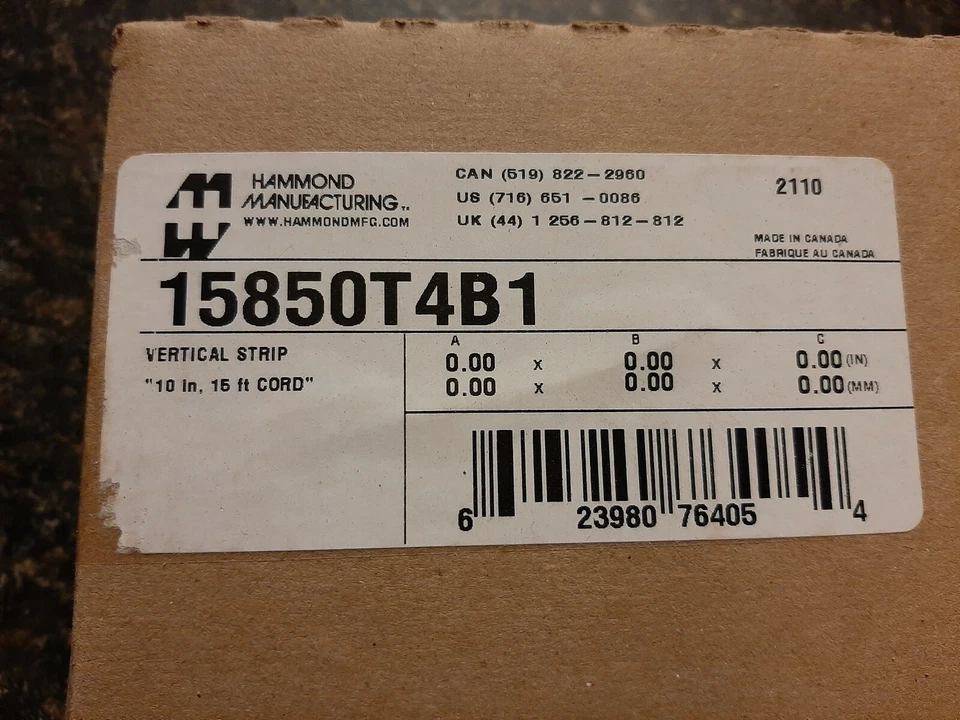 HAMMOND
MANUFACTURING™
WWW.HAMMONDMFG.COM
CAN (519) 822-2960
US (716) 651-0086
UK (44) 1 256-812-812
2110
MADE IN CANADA
FABRIQUE AU CANADA
15850T4B1
VERTICAL STRIP
"10 in, 15 ft CORD"
A B C
0.00 x 0.00 x 0.00 (IN)
0.00 x 0.00 x 0.00 (MM)
6 23980 76405 4